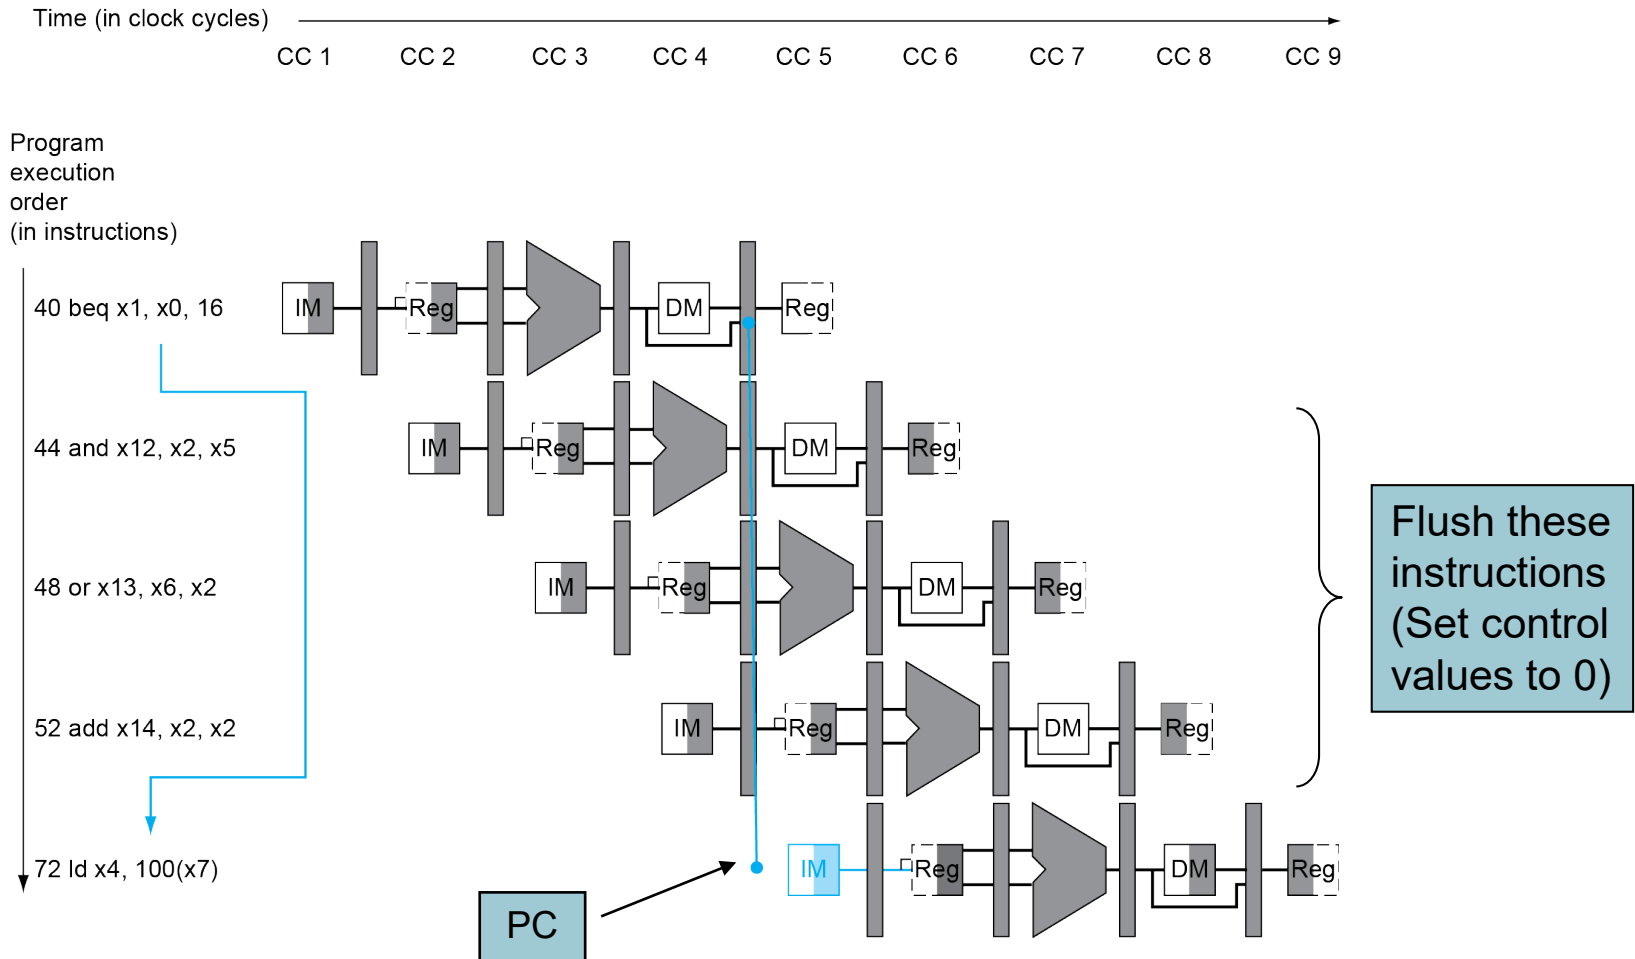 Time (in clock cycles)
CC 1 CC 2 CC 3 CC 4 CC 5 CC 6 CC 7 CC 8 CC 9
Program
execution
order
(in instructions)
40 beq x1, x0, 16
IM Reg DM Reg
44 and x12, x2, x5
IM Reg DM Reg
48 or x13, x6, x2
IM Reg DM Reg
52 add x14, x2, x2
IM Reg DM Reg
72 ld x4, 100(x7)
IM Reg DM Reg
Flush these
instructions
(Set control
values to 0)
PC